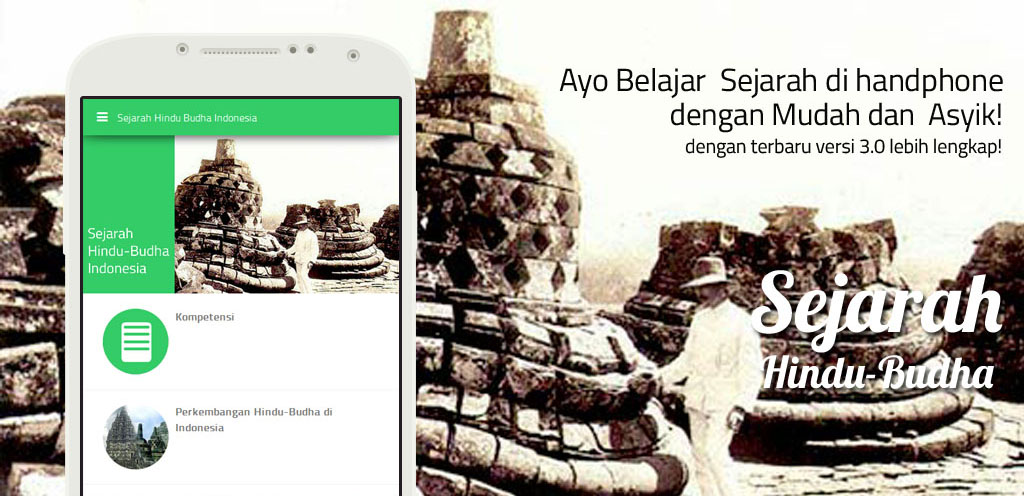 Sejarah Hindu Budha Indonesia
Sejarah
Hindu-Budha
Indonesia
Kompetensi
Perkembangan Hindu-Budha di
Indonesia
Ayo Belajar Sejarah di handphone
dengan Mudah dan Asyik!
dengan terbaru versi 3.0 lebih lengkap!
Sejarah
Hindu-Budha